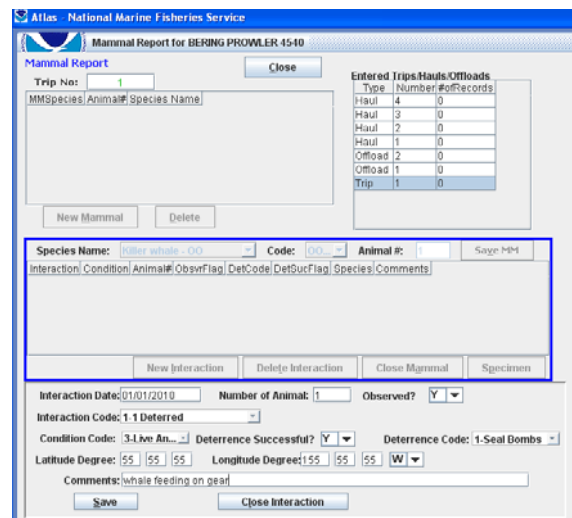 Atlas - National Marine Fisheries Service
Mammal Report for BERING PROWLER 4540
Mammal Report
Close
Trip No: 1
MMSpecies Animal# Species Name
Entered Trips/Hauls/Offloads
Type Number #ofRecords
Haul 4 0
Haul 3 0
Haul 2 0
Haul 1 0
Offload 2 0
Offload 1 0
Trip 1 0
New Mammal Delete
Species Name: Killer whale - OO Code: OO... Animal #: 1 Save MM
Interaction Condition Animal# ObsvrFlag DetCode DetSucFlag Species Comments
New Interaction Delete Interaction Close Mammal Specimen
Interaction Date: 01/01/2010 Number of Animal: 1 Observed? Y
Interaction Code: 1-1 Deterred
Condition Code: 3-Live An... Deterrence Successful? Y Deterrence Code: 1-Seal Bombs
Latitude Degree: 55 55 55 Longitude Degree: 155 55 55 W
Comments: whale feeding on gear
Save Close Interaction